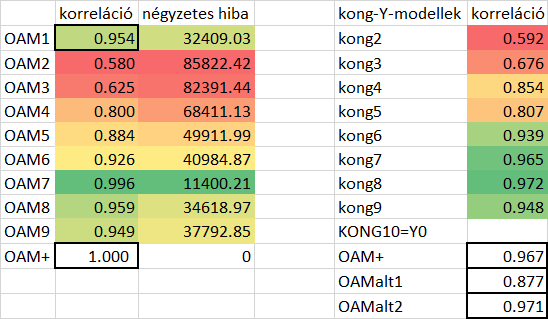 korreláció négyzetes hiba kong-Y-modellek korreláció
OAM1 0.954 32409.03 kong2 0.592
OAM2 0.580 85822.42 kong3 0.676
OAM3 0.625 82391.44 kong4 0.854
OAM4 0.800 68411.13 kong5 0.807
OAM5 0.884 49911.99 kong6 0.939
OAM6 0.926 40984.87 kong7 0.965
OAM7 0.996 11400.21 kong8 0.972
OAM8 0.959 34618.97 kong9 0.948
OAM9 0.949 37792.85 KONG10=Y0
OAM+ 1.000 0 OAM+ 0.967
OAMalt1 0.877
OAMalt2 0.971